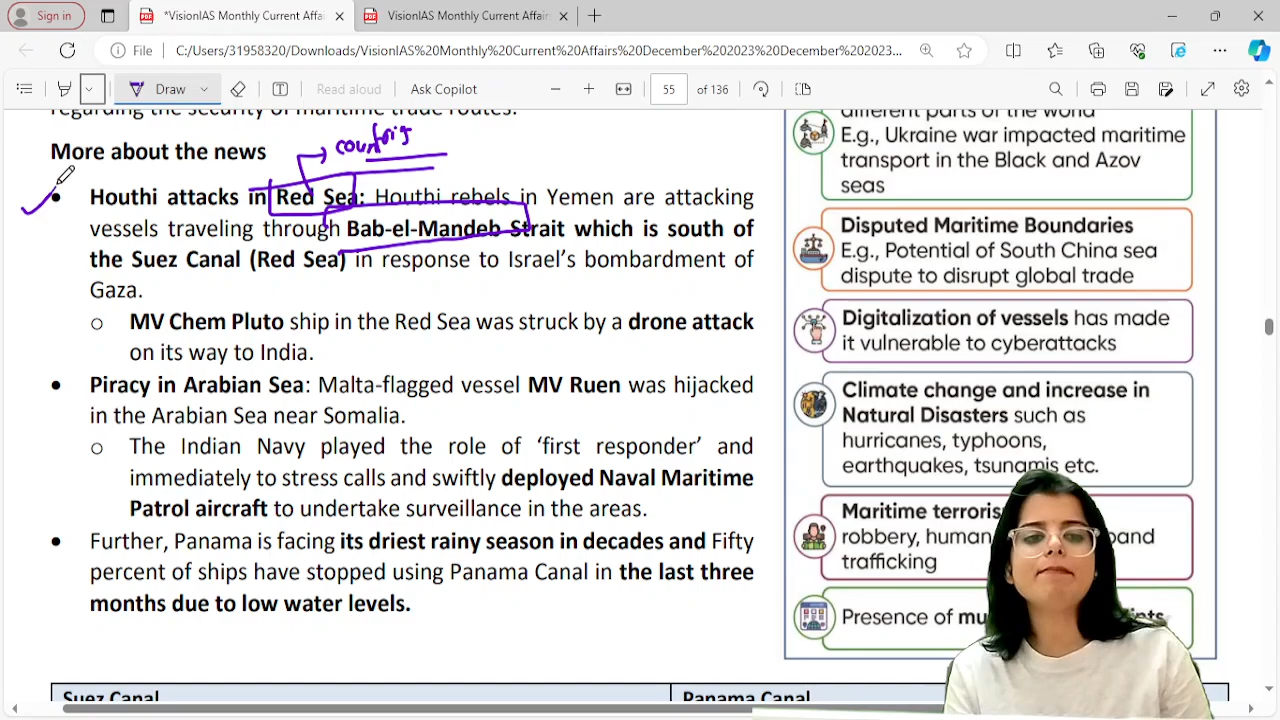 Sign in
*VisionIAS Monthly Current Affai
VisionIAS Monthly Current Affair
File
C:/Users/31958320/Downloads/VisionIAS%20Monthly%20Current%20Affairs%20December%202023%20December%202023...
Draw
Read aloud
Ask Copilot
55 of 136
regarding the security of maritime trade routes.
More about the news
• Houthi attacks in Red Sea: Houthi rebels in Yemen are attacking
vessels traveling through Bab-el-Mandeb Strait which is south of
the Suez Canal (Red Sea) in response to Israel's bombardment of
Gaza.
o MV Chem Pluto ship in the Red Sea was struck by a drone attack
on its way to India.
• Piracy in Arabian Sea: Malta-flagged vessel MV Ruen was hijacked
in the Arabian Sea near Somalia.
o The Indian Navy played the role of 'first responder' and
immediately to stress calls and swiftly deployed Naval Maritime
Patrol aircraft to undertake surveillance in the areas.
• Further, Panama is facing its driest rainy season in decades and Fifty
percent of ships have stopped using Panama Canal in the last three
months due to low water levels.
Suez Canal
Panama Canal
different parts of the world
E.g., Ukraine war impacted maritime
transport in the Black and Azov
seas
Disputed Maritime Boundaries
E.g., Potential of South China sea
dispute to disrupt global trade
Digitalization of vessels has made
it vulnerable to cyberattacks
Climate change and increase in
Natural Disasters such as
hurricanes, typhoons,
earthquakes, tsunamis etc.
Maritime terroris
robbery, human
trafficking
Presence of